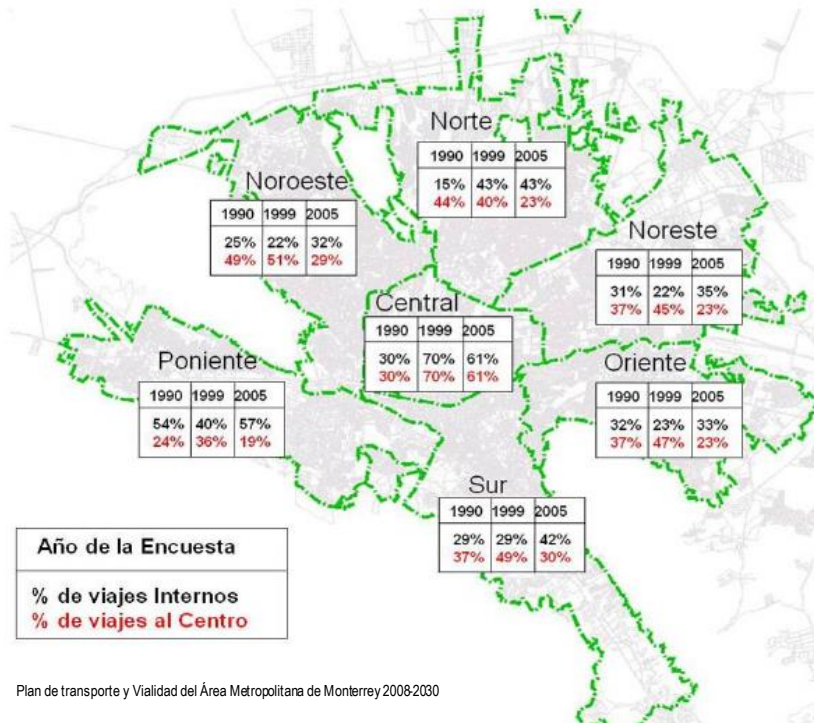 Norte
1990 1999 2005
15% 43% 43%
44% 40% 23%
Noroeste
1990 1999 2005
25% 22% 32%
49% 51% 29%
Noreste
1990 1999 2005
31% 22% 35%
37% 45% 23%
Central
1990 1999 2005
30% 70% 61%
30% 70% 61%
Poniente
1990 1999 2005
54% 40% 57%
24% 36% 19%
Oriente
1990 1999 2005
32% 23% 33%
37% 47% 23%
Sur
1990 1999 2005
29% 29% 42%
37% 49% 30%
Año de la Encuesta
% de viajes Internos
% de viajes al Centro
Plan de transporte y Vialidad del Área Metropolitana de Monterrey 2008-2030